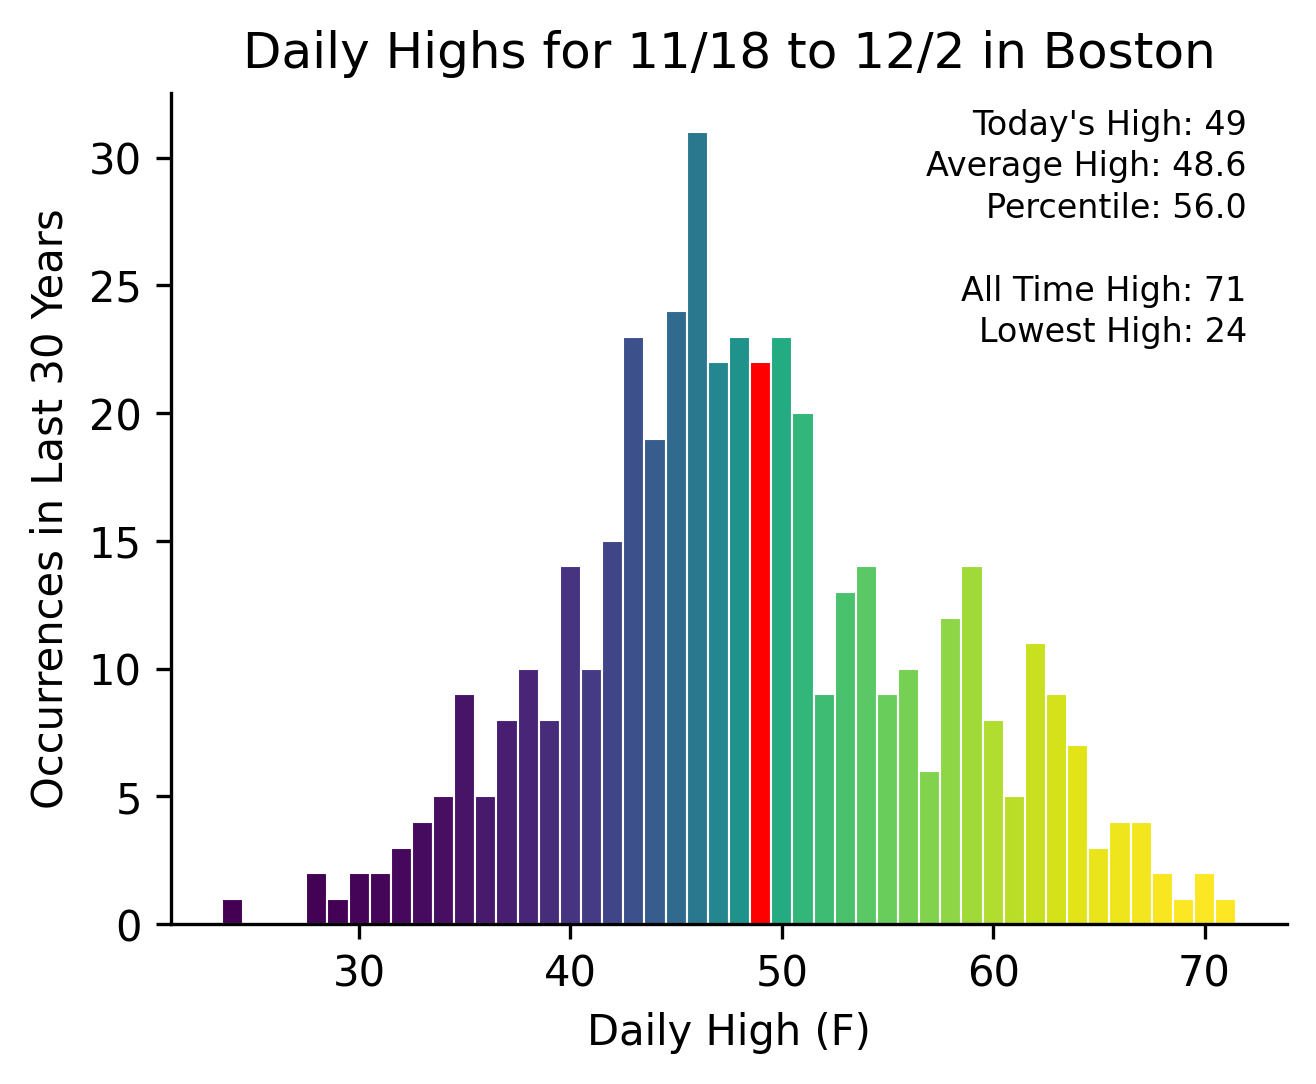 Daily Highs for 11/18 to 12/2 in Boston
Today's High: 49
Average High: 48.6
Percentile: 56.0
All Time High: 71
Lowest High: 24
Occurrences in Last 30 Years
30
25
20
15
10
5
0
30 40 50 60 70
Daily High (F)